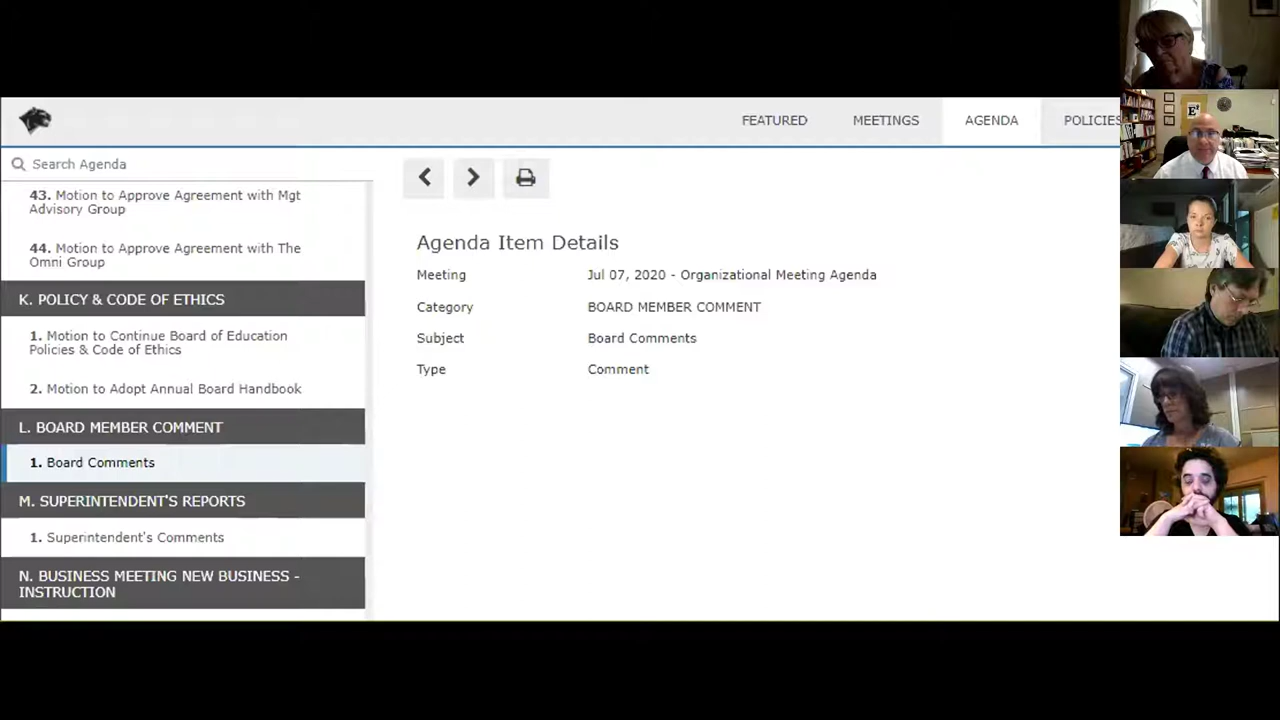 FEATURED
MEETINGS
AGENDA
POLICIES
Search Agenda
43. Motion to Approve Agreement with Mgt
Advisory Group
44. Motion to Approve Agreement with The
Omni Group
K. POLICY & CODE OF ETHICS
1. Motion to Continue Board of Education
Policies & Code of Ethics
2. Motion to Adopt Annual Board Handbook
L. BOARD MEMBER COMMENT
1. Board Comments
M. SUPERINTENDENT'S REPORTS
1. Superintendent's Comments
N. BUSINESS MEETING NEW BUSINESS -
INSTRUCTION
Agenda Item Details
Meeting Jul 07, 2020 - Organizational Meeting Agenda
Category BOARD MEMBER COMMENT
Subject Board Comments
Type Comment